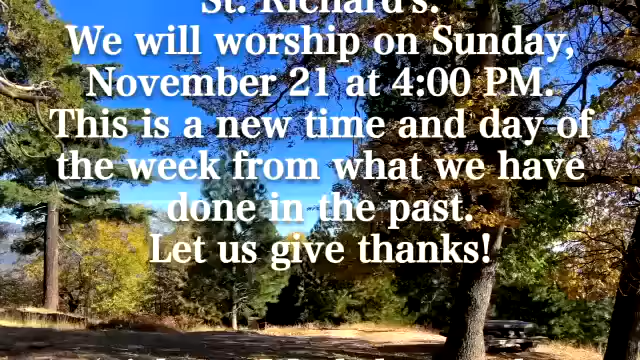 St. Richard's.
We will worship on Sunday,
November 21 at 4:00 PM.
This is a new time and day of
the week from what we have
done in the past.
Let us give thanks!